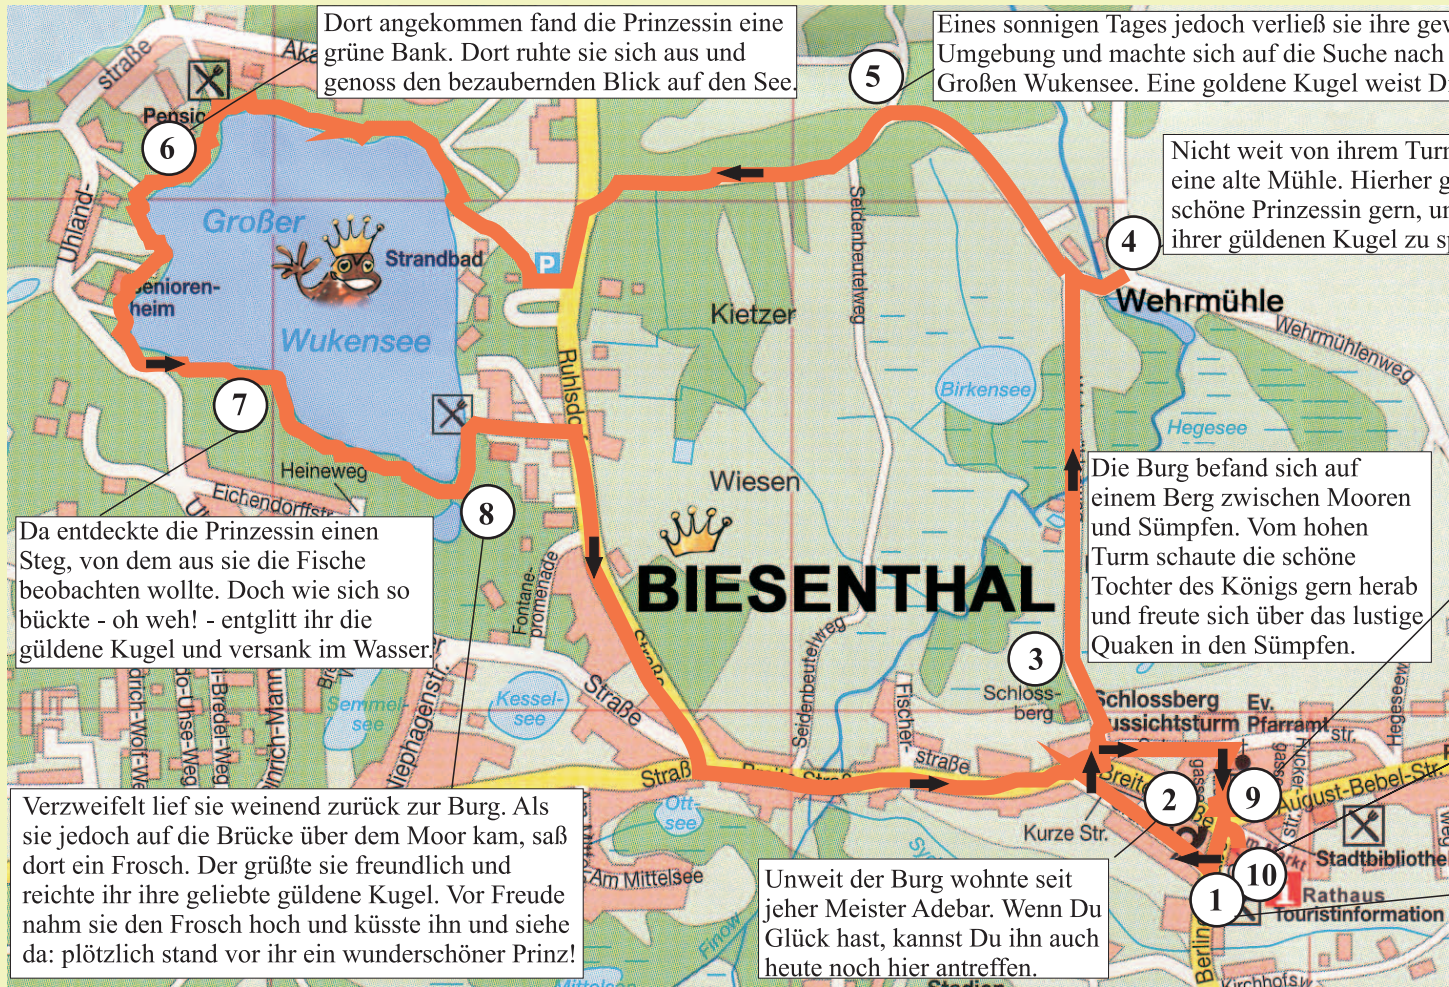 Dort angekommen fand die Prinzessin eine
grüne Bank. Dort ruhte sie sich aus und
genoss den bezaubernden Blick auf den See.
Eines sonnigen Tages jedoch verließ sie ihre
Umgebung und machte sich auf die Suche nach
Großen Wukensee. Eine goldene Kugel weist
Nicht weit von ihrem Turm
eine alte Mühle. Hierher
schöne Prinzessin gern,
ihrer güldenen Kugel zu
straße
5
6
Uhland-
Großer
Wukensee
Strandbad
P
heim
Seidenbeutelweg
4
Wehrmühle
Wehrmühlenweg
Kietzer
Birkensee
Hegesee
7
Heineweg
Eichendorffstr.
8
Wiesen
Die Burg befand sich auf
einem Berg zwischen Mooren
und Sümpfen. Vom hohen
Turm schaute die schöne
Tochter des Königs gern herab
und freute sich über das lustige
Quaken in den Sümpfen.
Da entdeckte die Prinzessin einen
Steg, von dem aus sie die Fische
beobachten wollte. Doch wie sich so
bückte - oh weh! - entglitt ihr die
güldene Kugel und versank im Wasser.
BIESENTHAL
Fontane-
promenade
Straße
Straße
Seidenbeutelweg
3
Schloss-
berg
Schlossberg
Ev.
Pfarramt
str.
Fischer-
straße
Semmel-
see
Kessel-
see
Breite
2
9
August-Bebel-Str.
Kurze Str.
Ott-
see
Am Mittelsee
Verzweifelt lief sie weinend zurück zur Burg. Als
sie jedoch auf die Brücke über dem Moor kam, saß
dort ein Frosch. Der grüßte sie freundlich und
reichte ihr ihre geliebte güldene Kugel. Vor Freude
nahm sie den Frosch hoch und küsste ihn und siehe
da: plötzlich stand vor ihr ein wunderschöner Prinz!
Unweit der Burg wohnte seit
jeher Meister Adebar. Wenn Du
Glück hast, kannst Du ihn auch
heute noch hier antreffen.
1
10
Rathaus
Touristinformation
Finow
Mittelsee